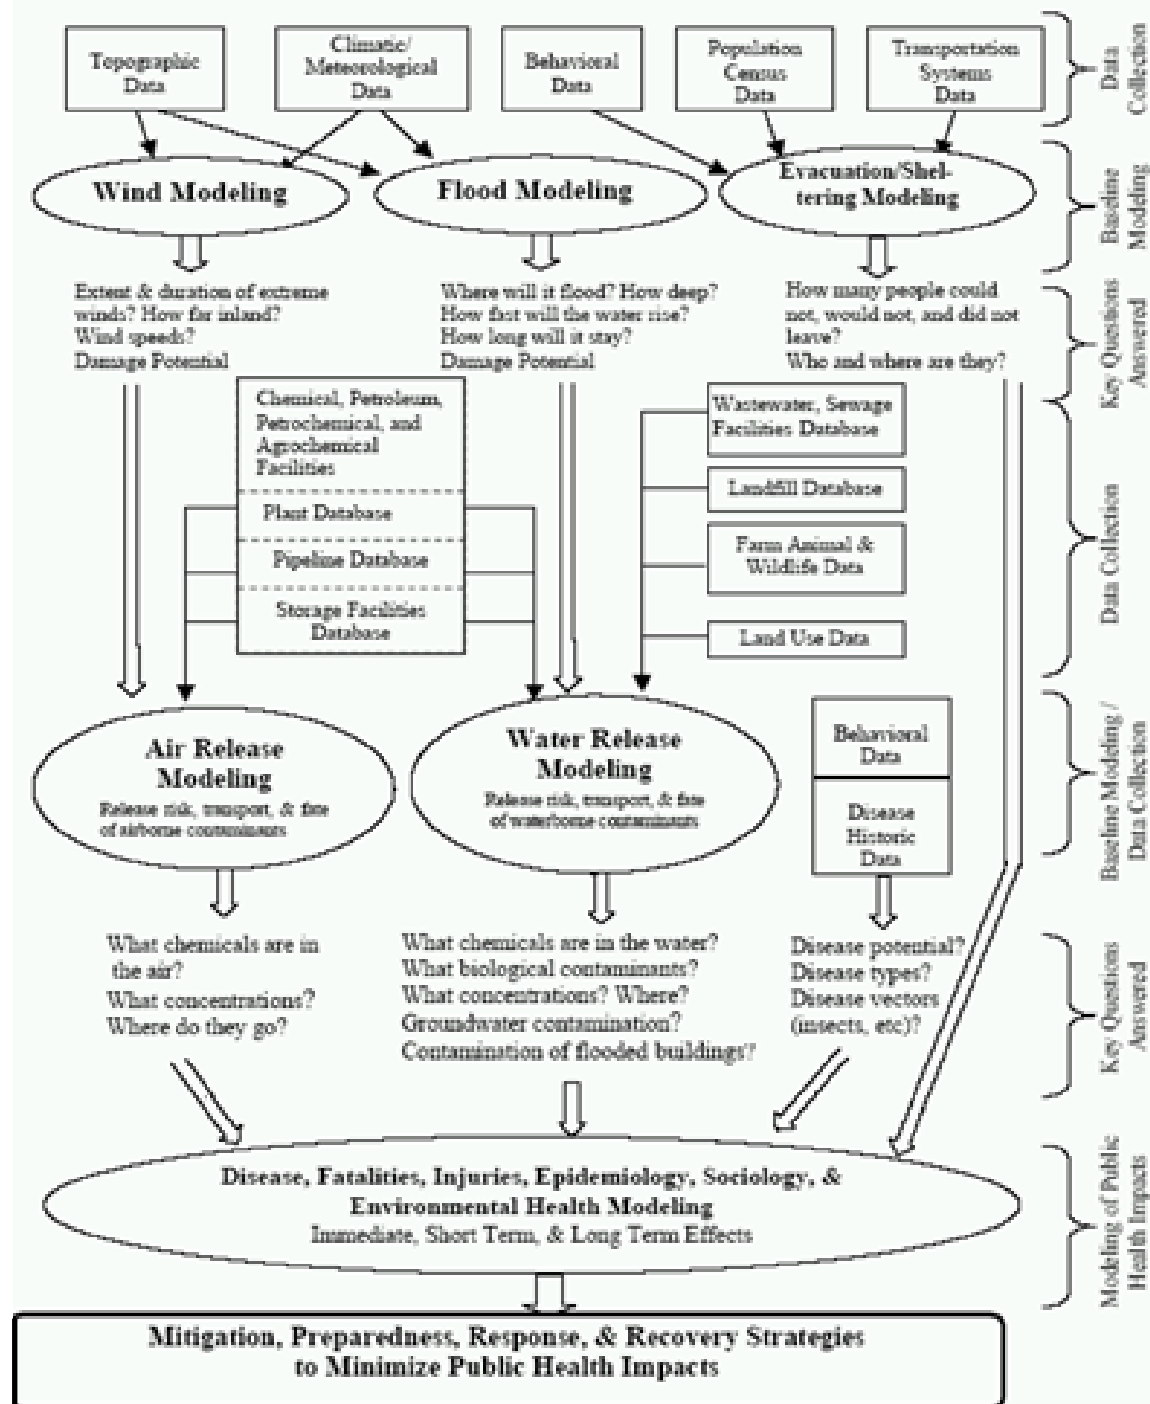 Topographic
Data
Climatic/
Meteorological
Data
Behavioral
Data
Population
Census
Data
Transportation
Systems
Data
Data
Collection
Wind Modeling
Flood Modeling
Evacuation/Shel-
tering Modeling
Baseline
Modeling
Extent & duration of extreme
winds? How far inland?
Wind speeds?
Damage Potential
Where will it flood? How deep?
How fast will the water rise?
How long will it stay?
Damage Potential
How many people could
not, would not, and did not
leave?
Who and where are they?
Key Questions
Answered
Chemical, Petroleum,
Petrochemical, and
Agrochemical
Facilities
Plant Database
Pipeline Database
Storage Facilities
Database
Wastewater, Sewage
Facilities Database
Landfill Database
Farm Animal &
Wildlife Data
Land Use Data
Data Collection
Air Release
Modeling
Release risk, transport, & fate
of airborne contaminants
Water Release
Modeling
Release risk, transport, & fate
of waterborne contaminants
Behavioral
Data
Disease
Historic
Data
Baseline Modeling /
Data Collection
What chemicals are in
the air?
What concentrations?
Where do they go?
What chemicals are in the water?
What biological contaminants?
What concentrations? Where?
Groundwater contamination?
Contamination of flooded buildings?
Disease potential?
Disease types?
Disease vectors
(insects, etc)?
Key Questions
Answered
Disease, Fatalities, Injuries, Epidemiology, Sociology, &
Environmental Health Modeling
Immediate, Short Term, & Long Term Effects
Modeling of Public
Health Impacts
Mitigation, Preparedness, Response, & Recovery Strategies
to Minimize Public Health Impacts